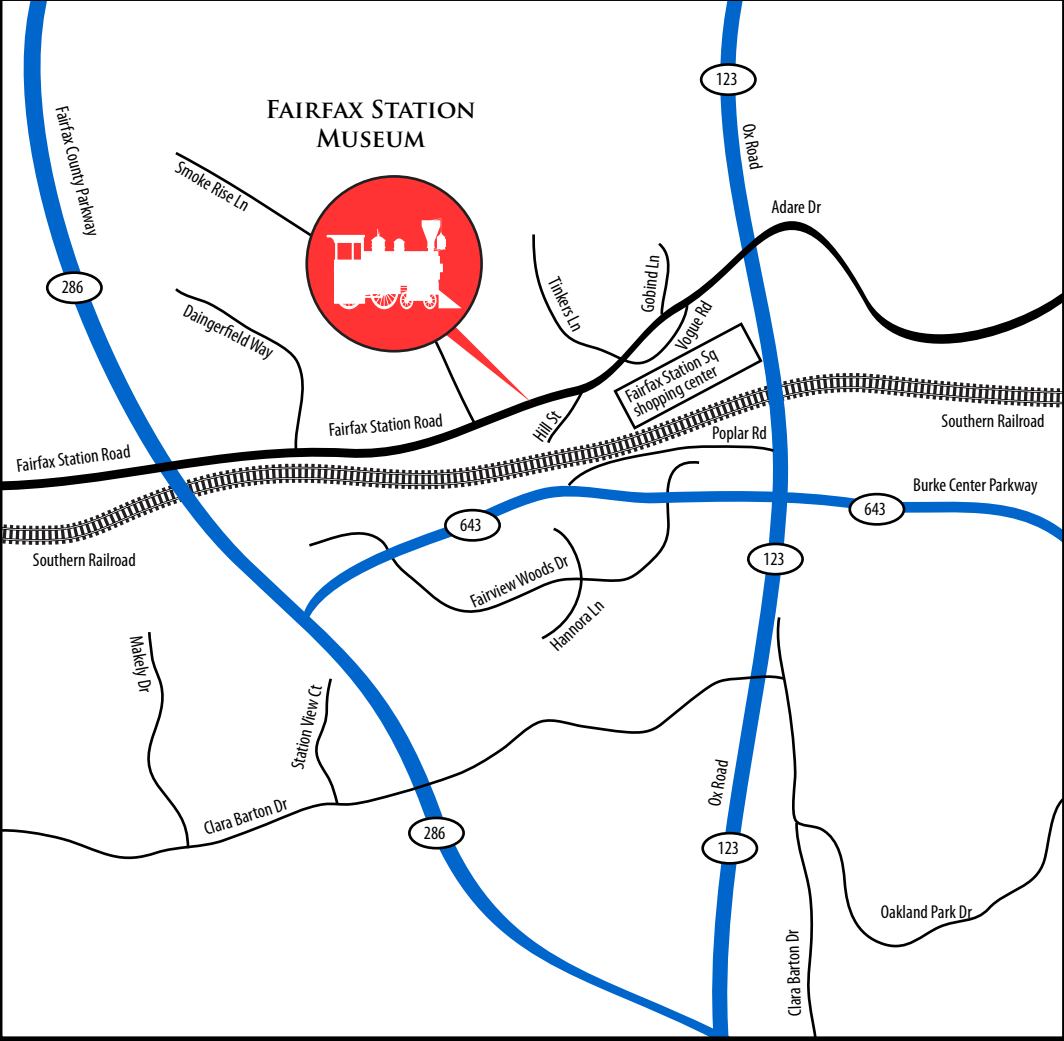 123
FAIRFAX STATION
MUSEUM
Fairfax County Parkway
Ox Road
Smoke Rise Ln
Adare Dr
286
Gobind Ln
Tinkers Ln
Daingerfield Way
Vogue Rd
Fairfax Station Sq
shopping center
Hill St
Fairfax Station Road
Southern Railroad
Poplar Rd
Fairfax Station Road
Burke Center Parkway
643
643
Southern Railroad
123
Fairview Woods Dr
Hannora Ln
Makely Dr
Station View Ct
Ox Road
Clara Barton Dr
286
123
Oakland Park Dr
Clara Barton Dr